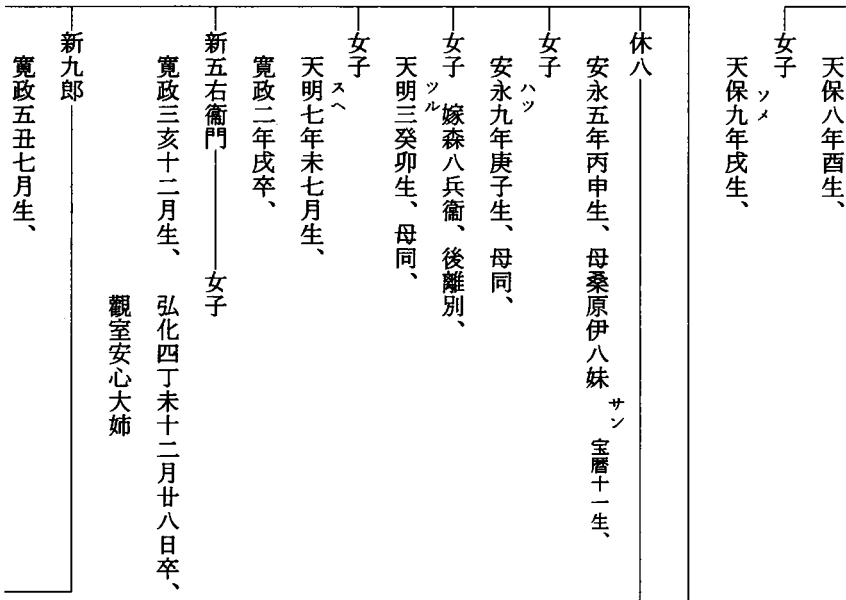 天保八年酉生、
女子
ソメ
天保九年戌生、
休八
安永五年丙申生、母桑原伊八妹
サン
宝暦十一生、
女子
ハツ
安永九年庚子生、母同、
女子 嫁森八兵衞、後離別、
ツル
天明三癸卯生、母同、
女子
スヘ
天明七年未七月生、
寛政二年戌卒、
新五右衞門
女子
寛政三亥十二月生、
弘化四丁未十二月廿八日卒、
觀室安心大姉
新九郎
寛政五丑七月生、